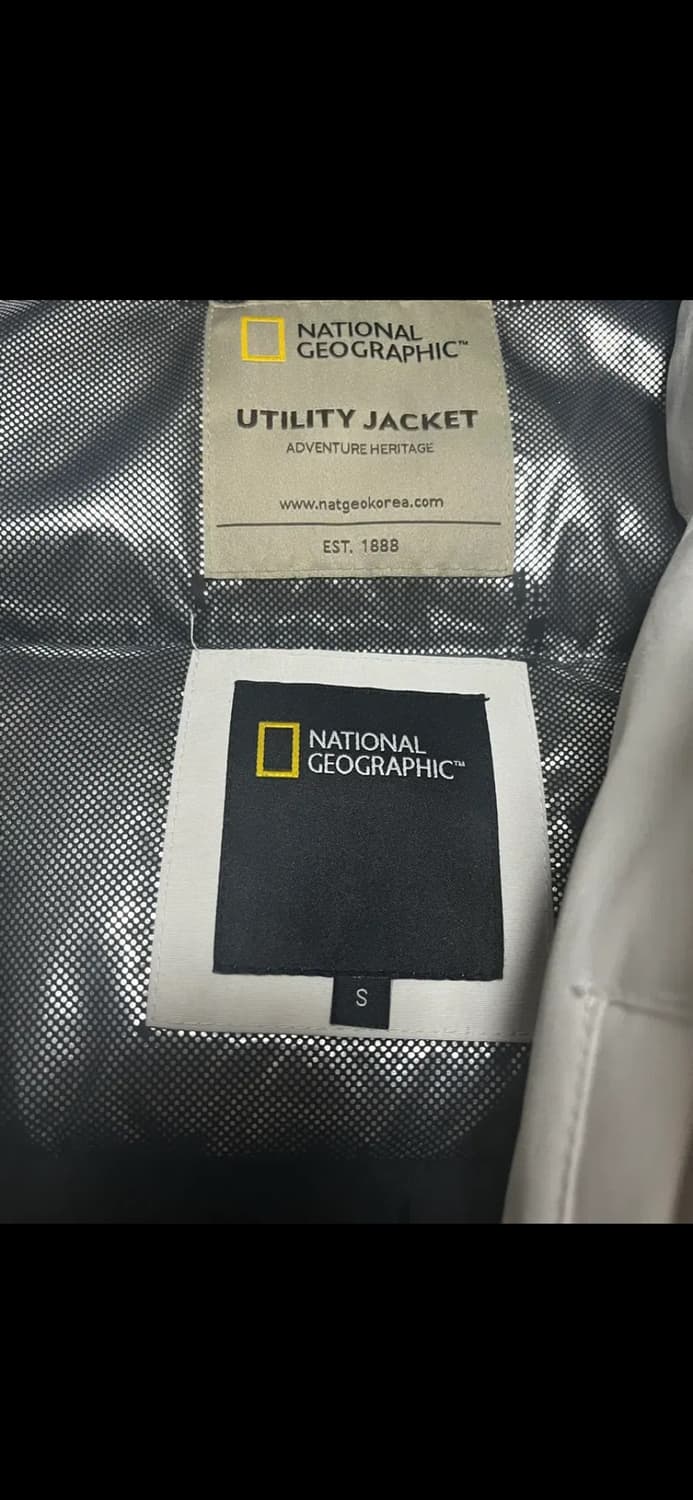 NATIONAL
GEOGRAPHIC™
UTILITY JACKET
ADVENTURE HERITAGE
www.natgeokorea.com
EST. 1888
NATIONAL
GEOGRAPHIC™
S